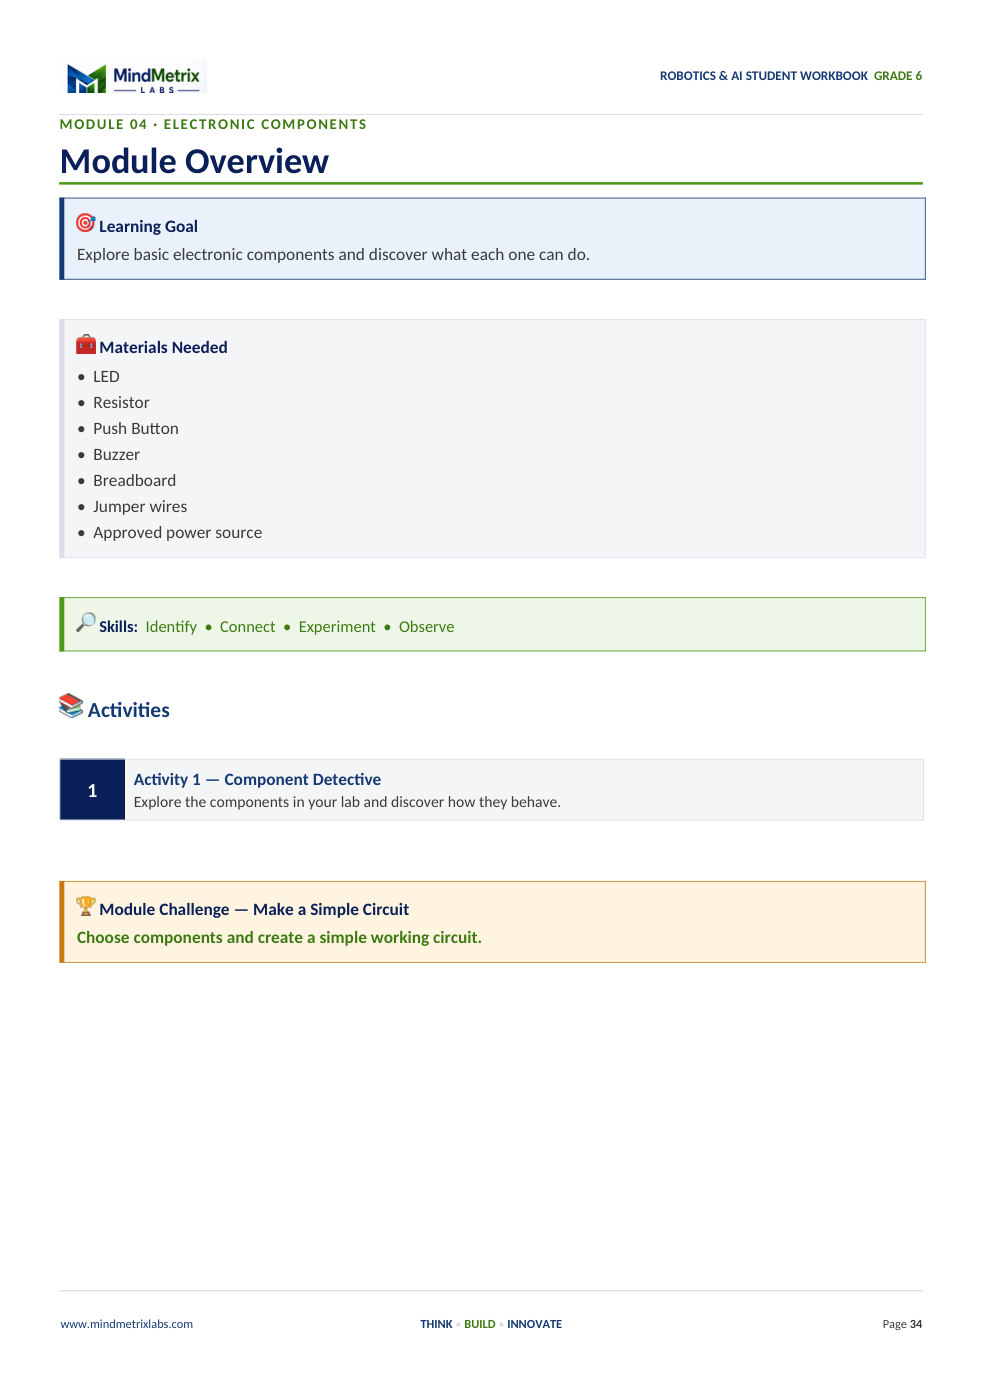 MindMetrix
LABS
ROBOTICS & AI STUDENT WORKBOOK GRADE 6
MODULE 04 · ELECTRONIC COMPONENTS
Module Overview
Learning Goal
Explore basic electronic components and discover what each one can do.
Materials Needed
• LED
• Resistor
• Push Button
• Buzzer
• Breadboard
• Jumper wires
• Approved power source
Skills: Identify • Connect • Experiment • Observe
Activities
1
Activity 1 — Component Detective
Explore the components in your lab and discover how they behave.
Module Challenge — Make a Simple Circuit
Choose components and create a simple working circuit.
www.mindmetrixlabs.com
THINK • BUILD • INNOVATE
Page 34